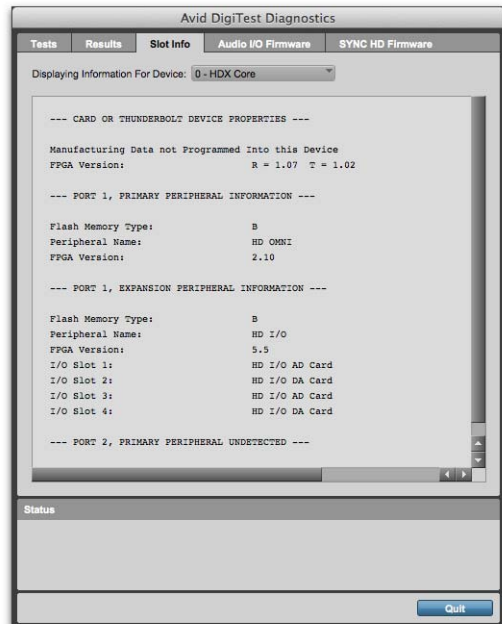 Avid DigiTest Diagnostics
Tests Results Slot Info Audio I/O Firmware SYNC HD Firmware
Displaying Information For Device: 0 - HDX Core
--- CARD OR THUNDERBOLT DEVICE PROPERTIES ---
Manufacturing Data not Programmed Into this Device
FPGA Version: R = 1.07 T = 1.02
--- PORT 1, PRIMARY PERIPHERAL INFORMATION ---
Flash Memory Type: B
Peripheral Name: HD OMNI
FPGA Version: 2.10
--- PORT 1, EXPANSION PERIPHERAL INFORMATION ---
Flash Memory Type: B
Peripheral Name: HD I/O
FPGA Version: 5.5
I/O Slot 1: HD I/O AD Card
I/O Slot 2: HD I/O DA Card
I/O Slot 3: HD I/O AD Card
I/O Slot 4: HD I/O DA Card
--- PORT 2, PRIMARY PERIPHERAL UNDETECTED ---
Status
Quit